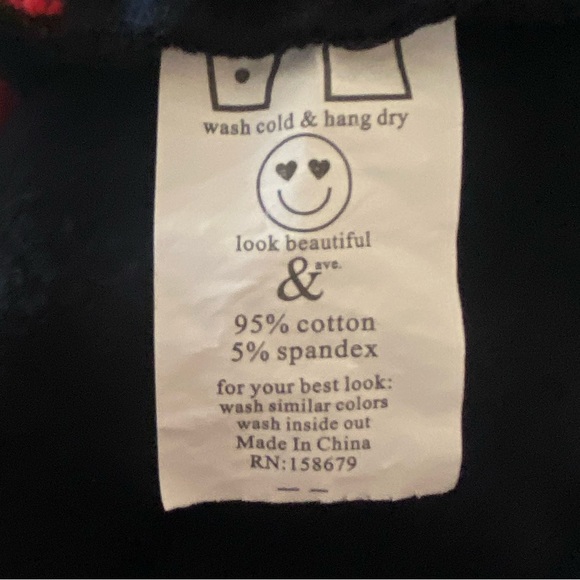 wash cold & hang dry
look beautiful
& ave.
95% cotton
5% spandex
for your best look:
wash similar colors
wash inside out
Made In China
RN:158679